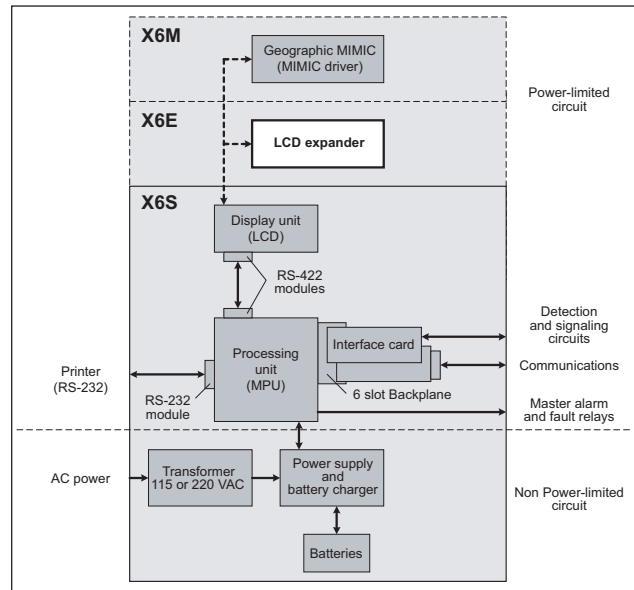 X6M
Geographic MIMIC
(MIMIC driver)
Power-limited
circuit
X6E
LCD expander
X6S
Display unit
(LCD)
RS-422
modules
Detection
and signaling
circuits
Interface card
Processing
unit
(MPU)
Communications
Printer
(RS-232)
RS-232
module
6 slot Backplane
Master alarm
and fault relays
AC power
Transformer
115 or 220 VAC
Power supply
and
battery charger
Non Power-limited
circuit
Batteries